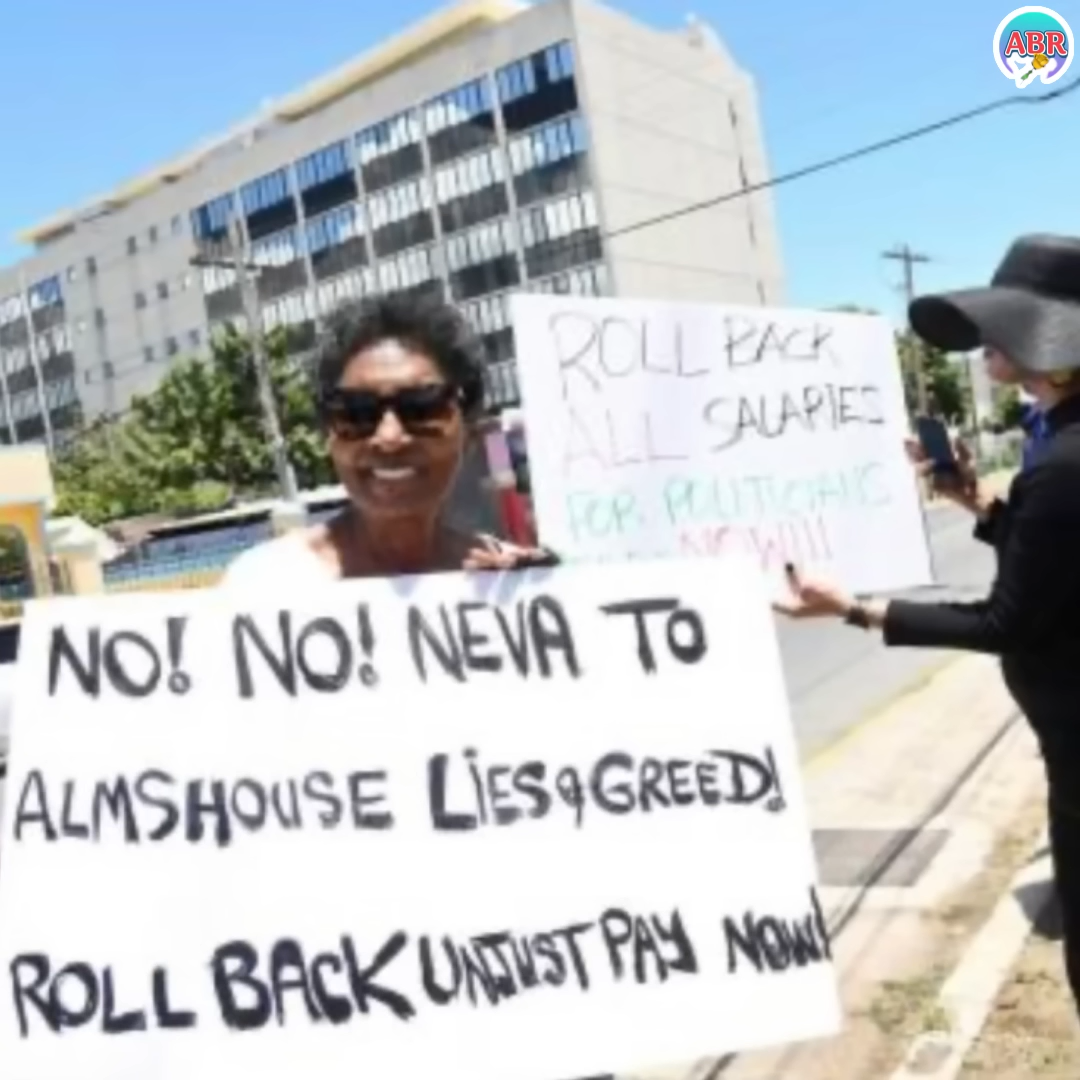 ABR
ROLL BACK
ALL SALARIES
FOR POLITICIANS
NOW!!!
NO! NO! NEVA TO
ALMSHOUSE LIES & GREED!
ROLL BACK UNJUST PAY NOW!